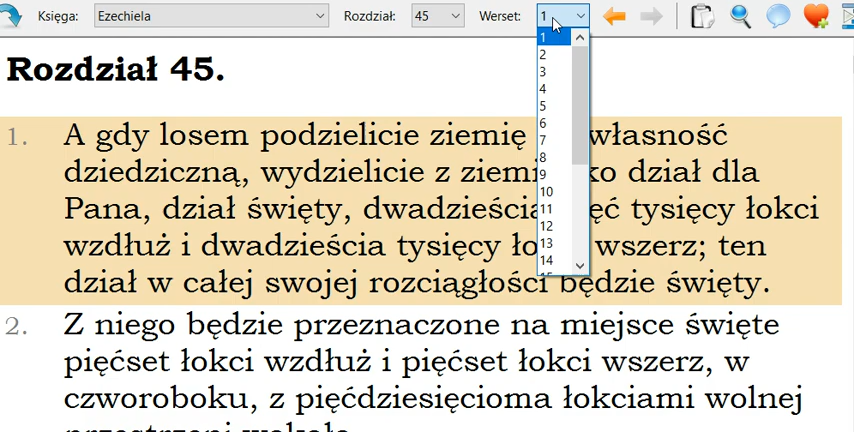 Księga: Ezechiela Rozdział: 45 Werset: 1
1
2
3
4
5
6
7
8
9
10
11
12
13
14
Rozdział 45.
1. A gdy losem podzielicie ziemię własność
dziedziczną, wydzielicie z ziemi dział dla
Pana, dział święty, dwadzieścia tysięcy łokci
wzdłuż i dwadzieścia tysięcy wszerz; ten
dział w całej swojej rozciągłości będzie święty.
2. Z niego będzie przeznaczone na miejsce święte
pięćset łokci wzdłuż i pięćset łokci wszerz, w
czworoboku, z pięćdziesięcioma łokciami wolnej